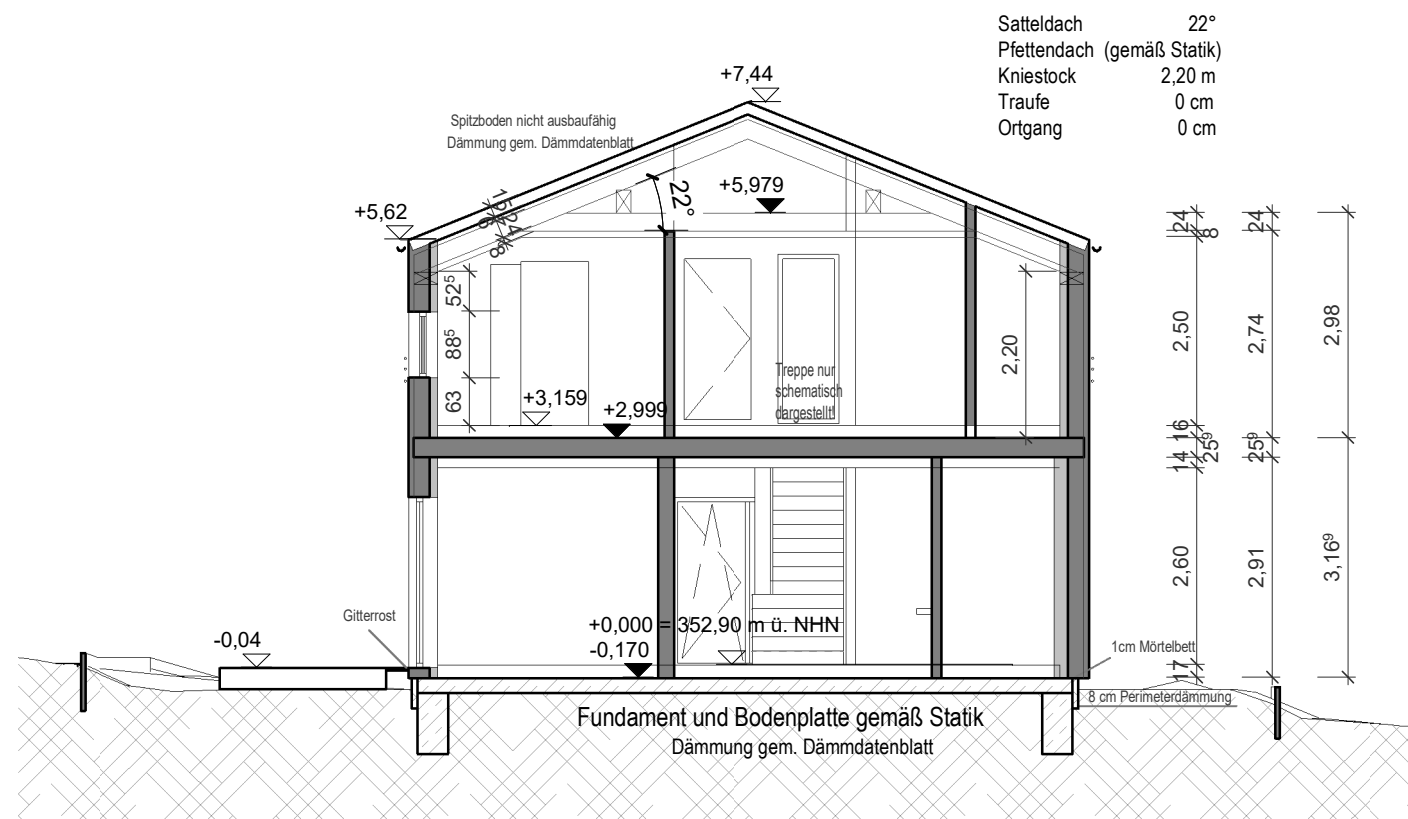 Satteldach 22°
Pfettendach (gemäß Statik)
Kniestock 2,20 m
Traufe 0 cm
Ortgang 0 cm
+7,44
Spitzboden nicht ausbaufähig
Dämmung gem. Dämmdatenblatt
22°
+5,979
+5,62
15
24
6
8
24
8
24
52⁵
88⁵
63
2,20
2,50
2,74
2,98
Treppe nur
schematisch
dargestellt!
+3,159
+2,999
16
25⁹
14
25⁹
2,60
2,91
3,16⁹
Gitterrost
-0,04
+0,000 = 352,90 m ü. NHN
-0,170
1cm Mörtelbett
17
8 cm Perimeterdämmung
Fundament und Bodenplatte gemäß Statik
Dämmung gem. Dämmdatenblatt